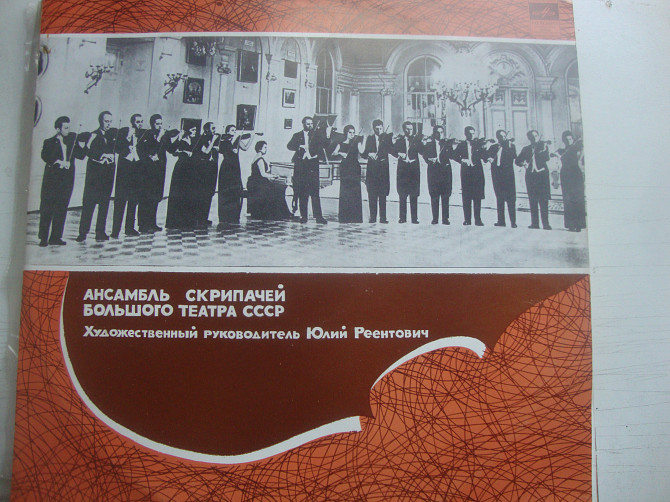 АНСАМБЛЬ СКРИПАЧЕЙ
БОЛЬШОГО ТЕАТРА СССР
Художественный руководитель Юлий Реентович